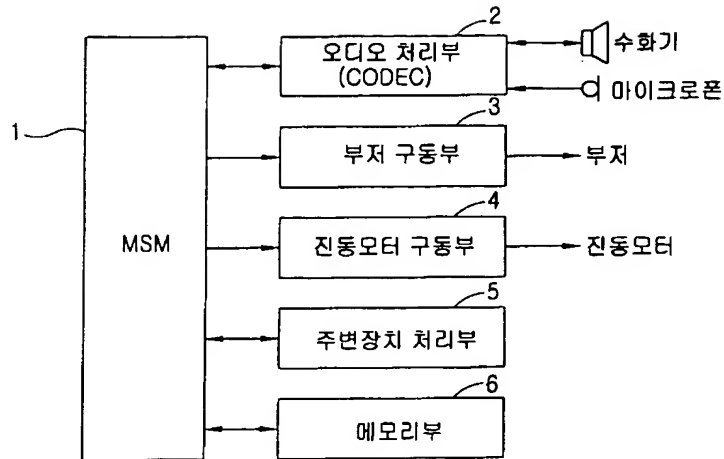 2
오디오 처리부
(CODEC)
수화기
마이크로폰
1
MSM
3
부저 구동부
부저
4
진동모터 구동부
진동모터
5
주변장치 처리부
6
메모리부